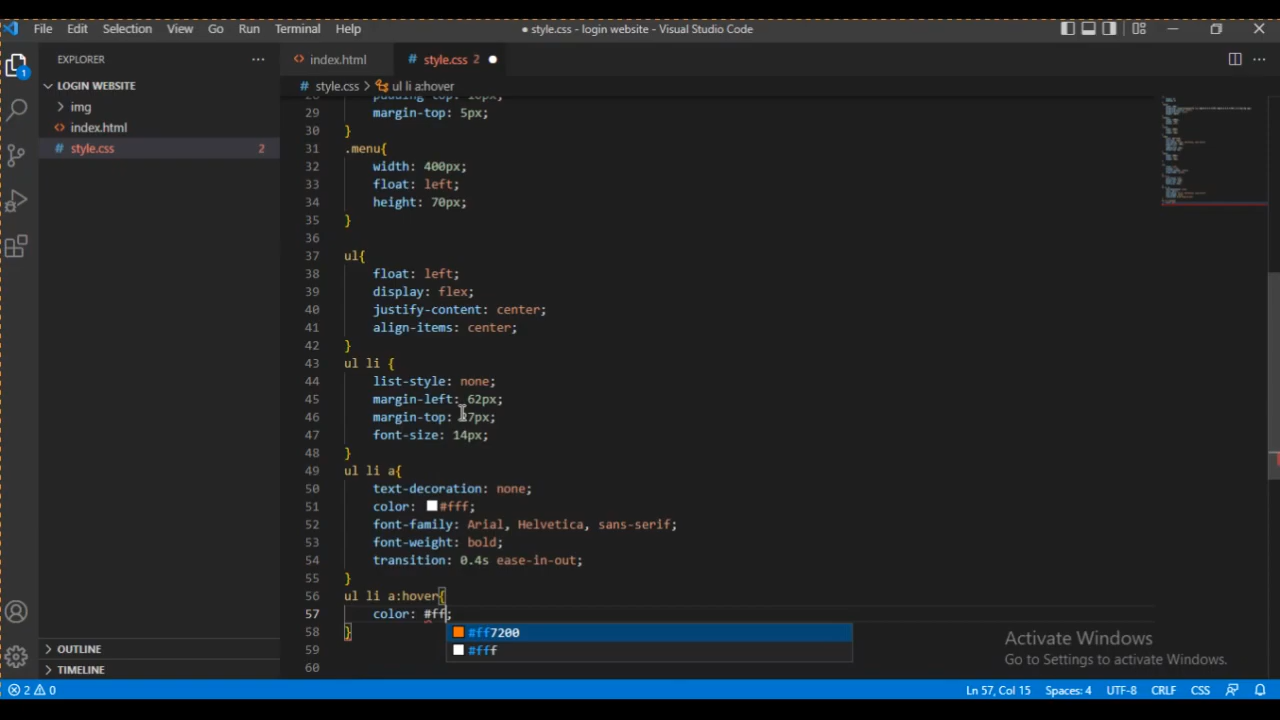 File Edit Selection View Go Run Terminal Help
style.css - login website - Visual Studio Code
EXPLORER
LOGIN WEBSITE
img
index.html
style.css 2
OUTLINE
TIMELINE
index.html
style.css 2
style.css > ul li a:hover
29 margin-top: 5px;
30 }
31 .menu{
32 width: 400px;
33 float: left;
34 height: 70px;
35 }
36
37 ul{
38 float: left;
39 display: flex;
40 justify-content: center;
41 align-items: center;
42 }
43 ul li {
44 list-style: none;
45 margin-left: 62px;
46 margin-top: 27px;
47 font-size: 14px;
48 }
49 ul li a{
50 text-decoration: none;
51 color: #fff;
52 font-family: Arial, Helvetica, sans-serif;
53 font-weight: bold;
54 transition: 0.4s ease-in-out;
55 }
56 ul li a:hover{
57 color: #ff;
#ff7200
58 }
#fff
59
60
Activate Windows
Go to Settings to activate Windows.
2 0
Ln 57, Col 15 Spaces: 4 UTF-8 CRLF CSS
1